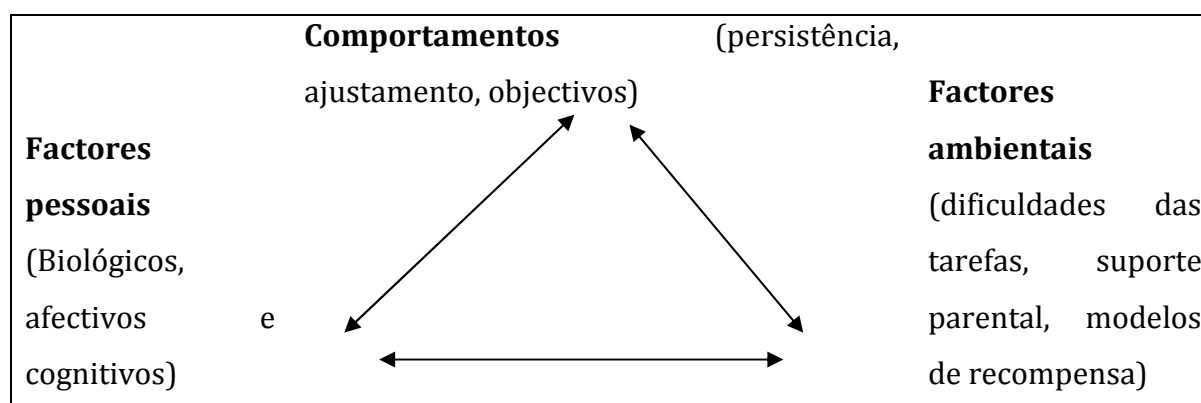 Comportamentos (persistência,
ajustamento, objectivos)
Factores
pessoais
(Biológicos,
afectivos e
cognitivos)
Factores
ambientais
(dificuldades das
tarefas, suporte
parental, modelos
de recompensa)